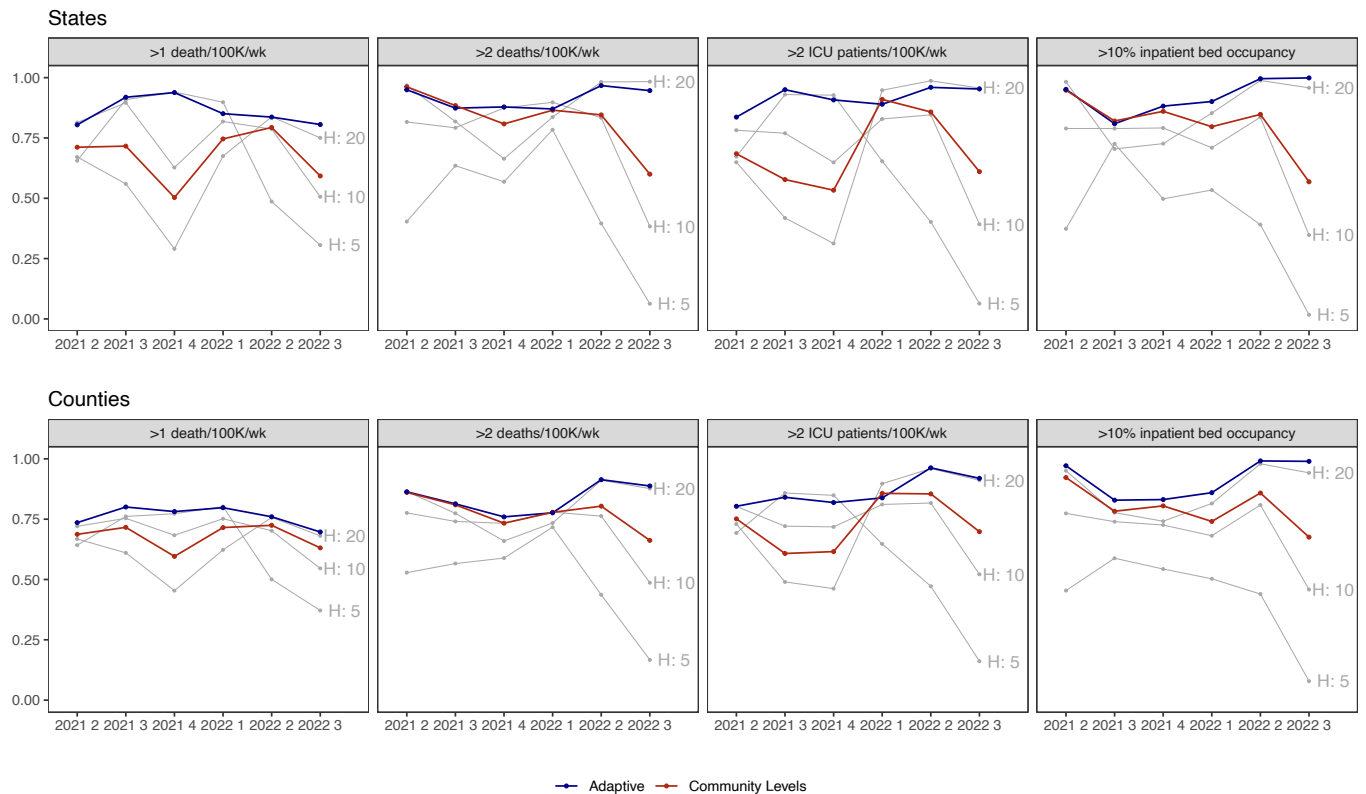 States
>1 death/100K/wk >2 deaths/100K/wk >2 ICU patients/100K/wk >10% inpatient bed occupancy
1.00
0.75
0.50
0.25
0.00
H: 20
H: 10
H: 5
H: 20
H: 10
H: 5
H: 20
H: 10
H: 5
H: 20
H: 10
H: 5
2021 2 2021 3 2021 4 2022 1 2022 2 2022 3 2021 2 2021 3 2021 4 2022 1 2022 2 2022 3 2021 2 2021 3 2021 4 2022 1 2022 2 2022 3 2021 2 2021 3 2021 4 2022 1 2022 2 2022 3
Counties
>1 death/100K/wk >2 deaths/100K/wk >2 ICU patients/100K/wk >10% inpatient bed occupancy
1.00
0.75
0.50
0.25
0.00
H: 20
H: 10
H: 5
H: 20
H: 10
H: 5
H: 20
H: 10
H: 5
H: 20
H: 10
H: 5
2021 2 2021 3 2021 4 2022 1 2022 2 2022 3 2021 2 2021 3 2021 4 2022 1 2022 2 2022 3 2021 2 2021 3 2021 4 2022 1 2022 2 2022 3 2021 2 2021 3 2021 4 2022 1 2022 2 2022 3
Adaptive Community Levels